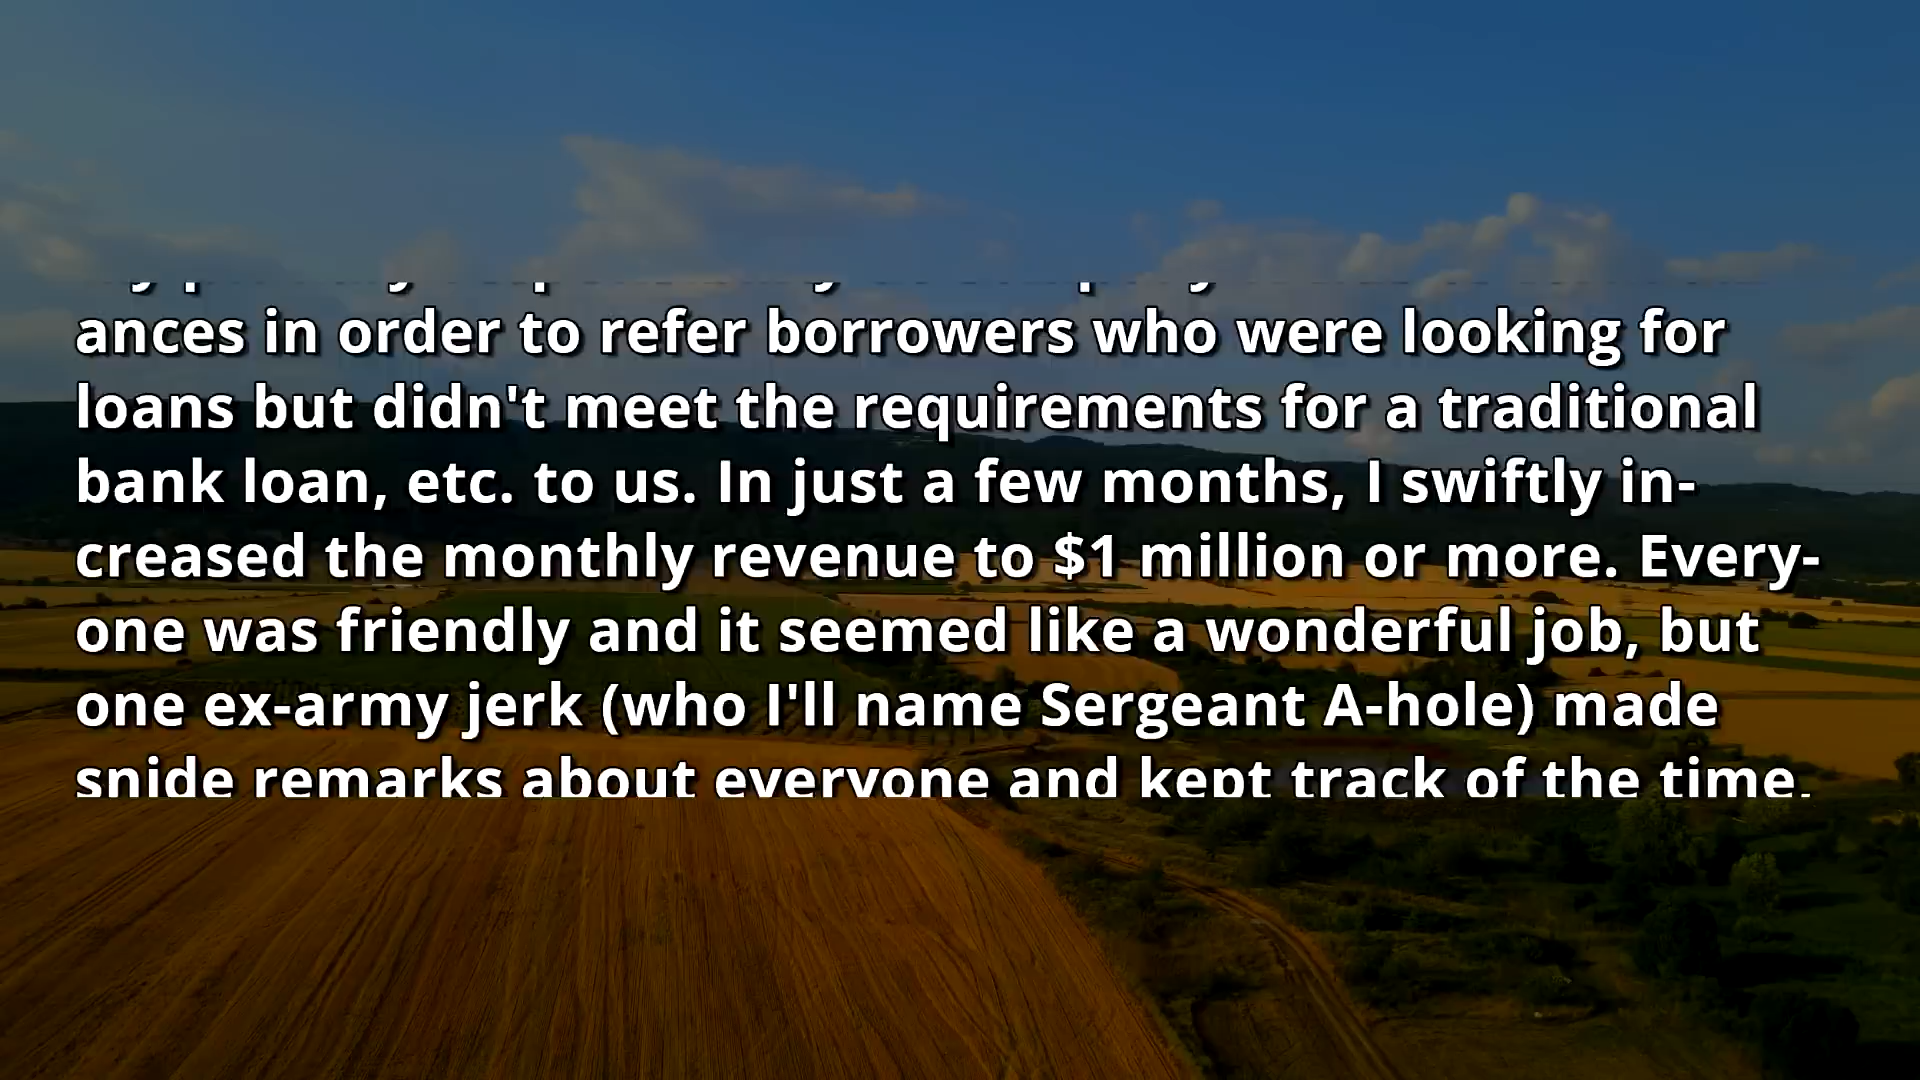 ances in order to refer borrowers who were looking for
loans but didn't meet the requirements for a traditional
bank loan, etc. to us. In just a few months, I swiftly in-
creased the monthly revenue to $1 million or more. Every-
one was friendly and it seemed like a wonderful job, but
one ex-army jerk (who I'll name Sergeant A-hole) made
snide remarks about everyone and kept track of the time.